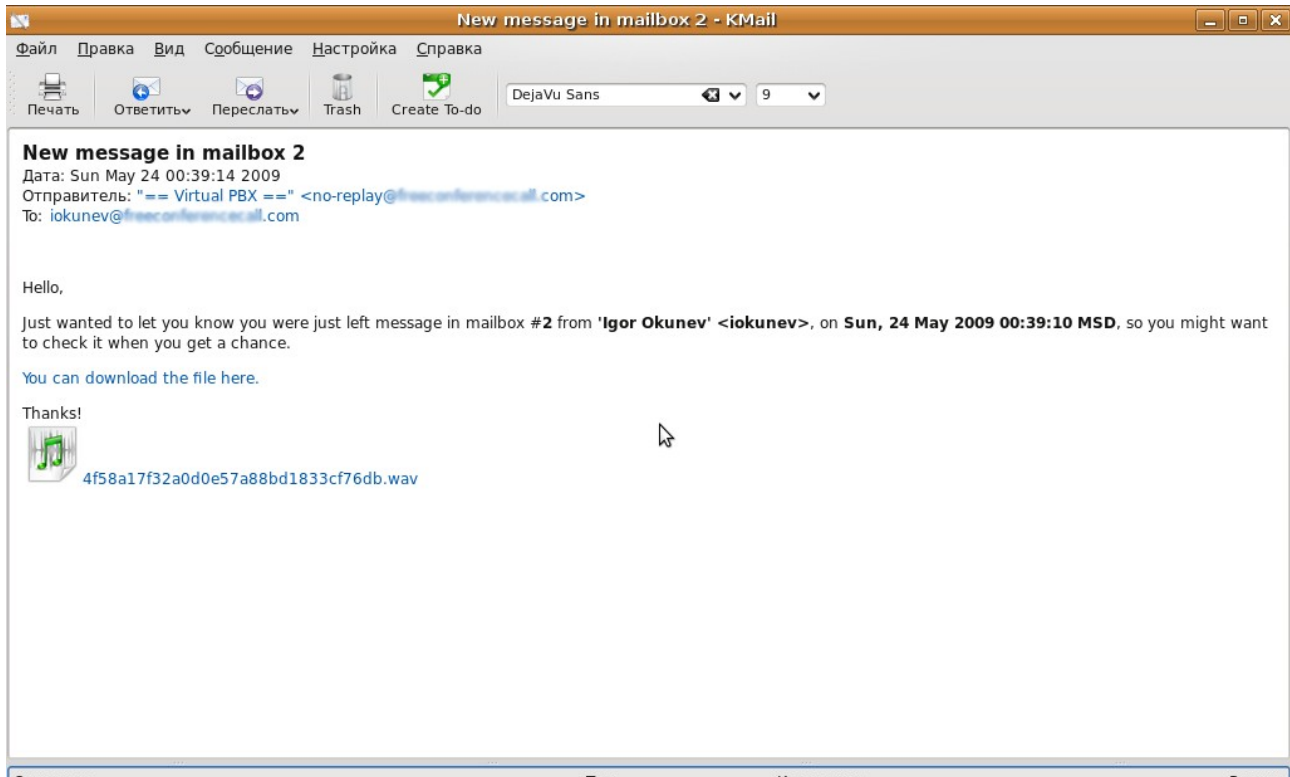 New message in mailbox 2 - KMail
Файл Правка Вид Сообщение Настройка Справка
Печать Ответить Переслать Trash Create To-do DejaVu Sans 9
New message in mailbox 2
Дата: Sun May 24 00:39:14 2009
Отправитель: "== Virtual PBX ==" <no-replay@ .com>
To: iokunev@ .com
Hello,
Just wanted to let you know you were just left message in mailbox #2 from 'Igor Okunev' <iokunev>, on Sun, 24 May 2009 00:39:10 MSD, so you might want
to check it when you get a chance.
You can download the file here.
Thanks!
4f58a17f32a0d0e57a88bd1833cf76db.wav